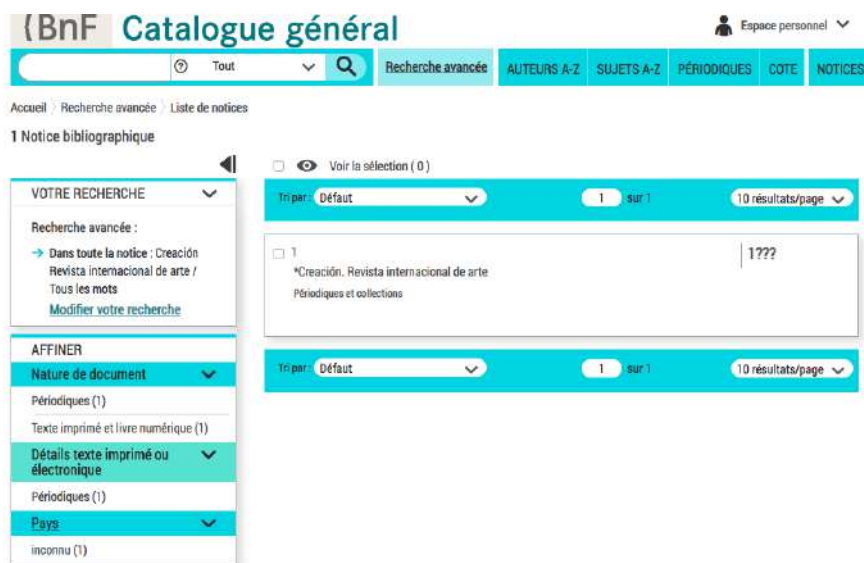 (BnF Catalogue général
Espace personnel
Tout
Recherche avancée
AUTEURS A-Z
SUJETS A-Z
PÉRIODIQUES
COTE
NOTICES
Accueil Recherche avancée Liste de notices
1 Notice bibliographique
Voir la sélection ( 0 )
VOTRE RECHERCHE
Recherche avancée :
→ Dans toute la notice : Creación
Revista internacional de arte /
Tous les mots
Modifier votre recherche
AFFINER
Nature de document
Périodiques (1)
Texte imprimé et livre numérique (1)
Détails texte imprimé ou
électronique
Périodiques (1)
Pays
inconnu (1)
Tri par : Défaut
1 sur 1
10 résultats/page
1
1???
*Creación. Revista internacional de arte
Périodiques et collections
Tri par : Défaut
1 sur 1
10 résultats/page